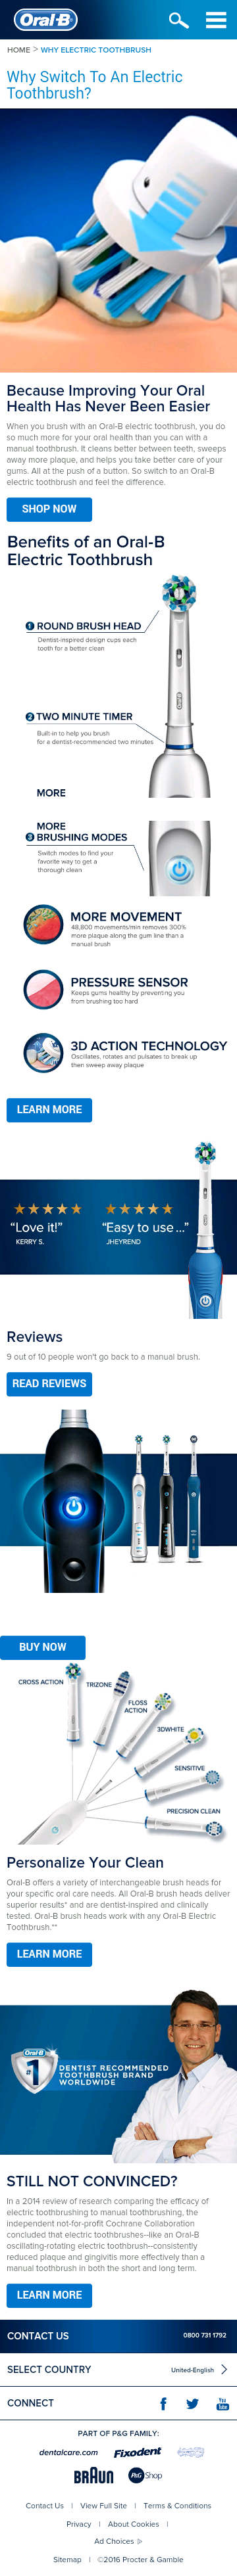 Oral-B
HOME > WHY ELECTRIC TOOTHBRUSH
Why Switch To An Electric
Toothbrush?
Because Improving Your Oral
Health Has Never Been Easier
When you brush with an Oral-B electric toothbrush, you do
so much more for your oral health than you can with a
manual toothbrush. It cleans better between teeth, sweeps
away more plaque, and helps you take better care of your
gums. All at the push of a button. So switch to an Oral-B
electric toothbrush and feel the difference.
SHOP NOW
Benefits of an Oral-B
Electric Toothbrush
1 ROUND BRUSH HEAD
Dentist-inspired design cups each
tooth for a better clean
2 TWO MINUTE TIMER
Built-in to help you brush
for a dentist-recommended two minutes
MORE
MORE
3 BRUSHING MODES
Switch modes to find your
favorite way to get a
thorough clean
MORE MOVEMENT
48,800 movements/min removes 300%
more plaque along the gum line than a
manual brush
PRESSURE SENSOR
Keeps gums healthy by preventing you
from brushing too hard
3D ACTION TECHNOLOGY
Oscillates, rotates and pulsates to break up
then sweep away plaque
LEARN MORE
“Love it!” “Easy to use ...”
KERRY S. JHEYREND
Reviews
9 out of 10 people won't go back to a manual brush.
READ REVIEWS
BUY NOW
CROSS ACTION
TRIZONE
FLOSS
ACTION
3DWHITE
SENSITIVE
PRECISION CLEAN
Personalize Your Clean
Oral-B offers a variety of interchangeable brush heads for
your specific oral care needs. All Oral-B brush heads deliver
superior results* and are dentist-inspired and clinically
tested. Oral-B brush heads work with any Oral-B Electric
Toothbrush.**
LEARN MORE
Oral-B
#1
DENTIST RECOMMENDED
TOOTHBRUSH BRAND
WORLDWIDE
STILL NOT CONVINCED?
In a 2014 review of research comparing the efficacy of
electric toothbrushing to manual toothbrushing, the
independent not-for-profit Cochrane Collaboration
concluded that electric toothbrushes--like an Oral-B
oscillating-rotating electric toothbrush--consistently
reduced plaque and gingivitis more effectively than a
manual toothbrush in both the short and long term.
LEARN MORE
CONTACT US 0800 731 1792
SELECT COUNTRY United-English
CONNECT You Tube
PART OF P&G FAMILY:
dentalcare.com Fixodent
BRAUN P&G Shop
Contact Us | View Full Site | Terms & Conditions
Privacy | About Cookies |
Ad Choices
Sitemap | ©2016 Procter & Gamble